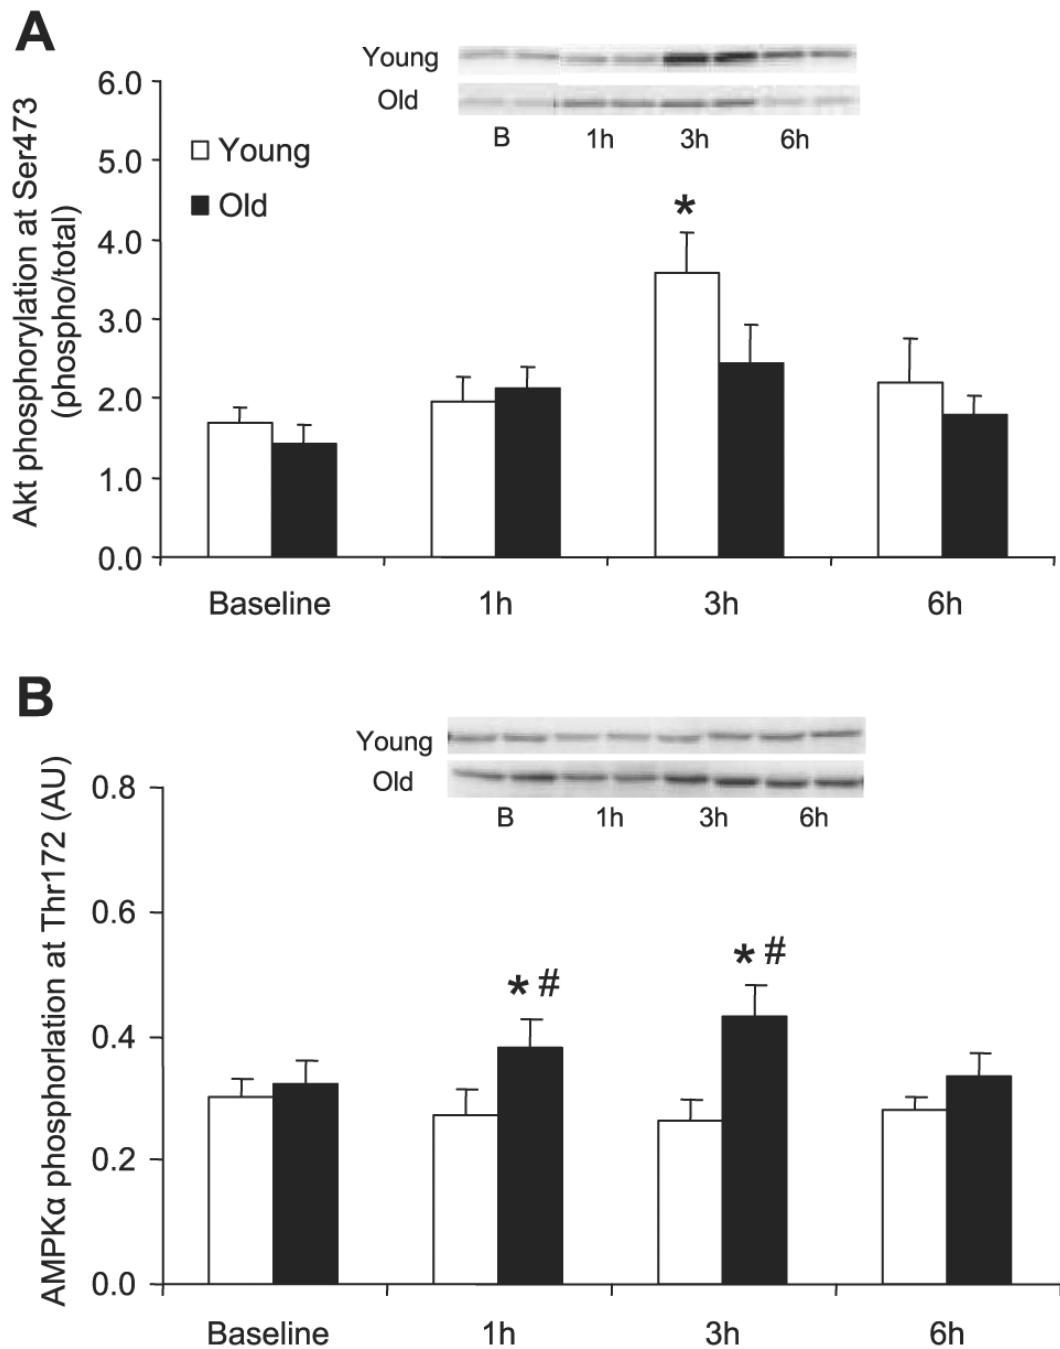 A
Young
Old
B 1h 3h 6h
Young
Old
Akt phosphorylation at Ser473
(phospho/total)
6.0
5.0
4.0
3.0
2.0
1.0
0.0
*
Baseline 1h 3h 6h
B
Young
Old
B 1h 3h 6h
AMPKα phosphorlation at Thr172 (AU)
0.8
0.6
0.4
0.2
0.0
* #
* #
Baseline 1h 3h 6h